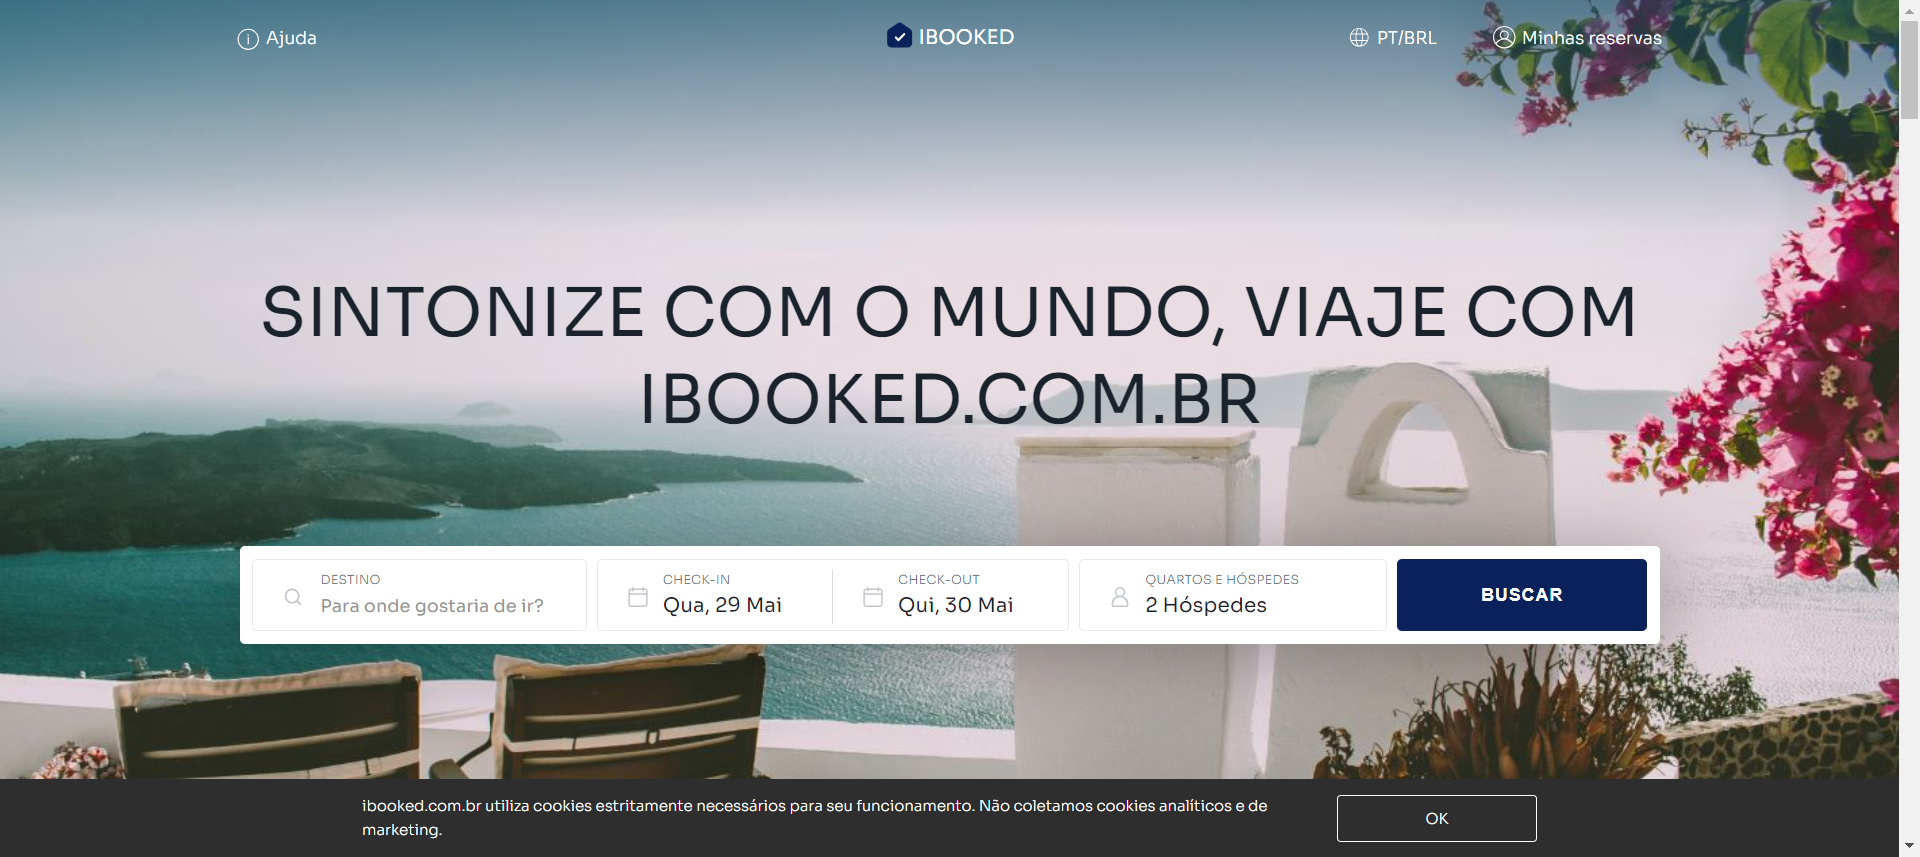 Ajuda
IBOOKED
PT/BRL
Minhas reservas
SINTONIZE COM O MUNDO, VIAJE COM
IBOOKED.COM.BR
DESTINO
Para onde gostaria de ir?
CHECK-IN
Qua, 29 Mai
CHECK-OUT
Qui, 30 Mai
QUARTOS E HÓSPEDES
2 Hóspedes
BUSCAR
ibooked.com.br utiliza cookies estritamente necessários para seu funcionamento. Não coletamos cookies analíticos e de
marketing.
OK